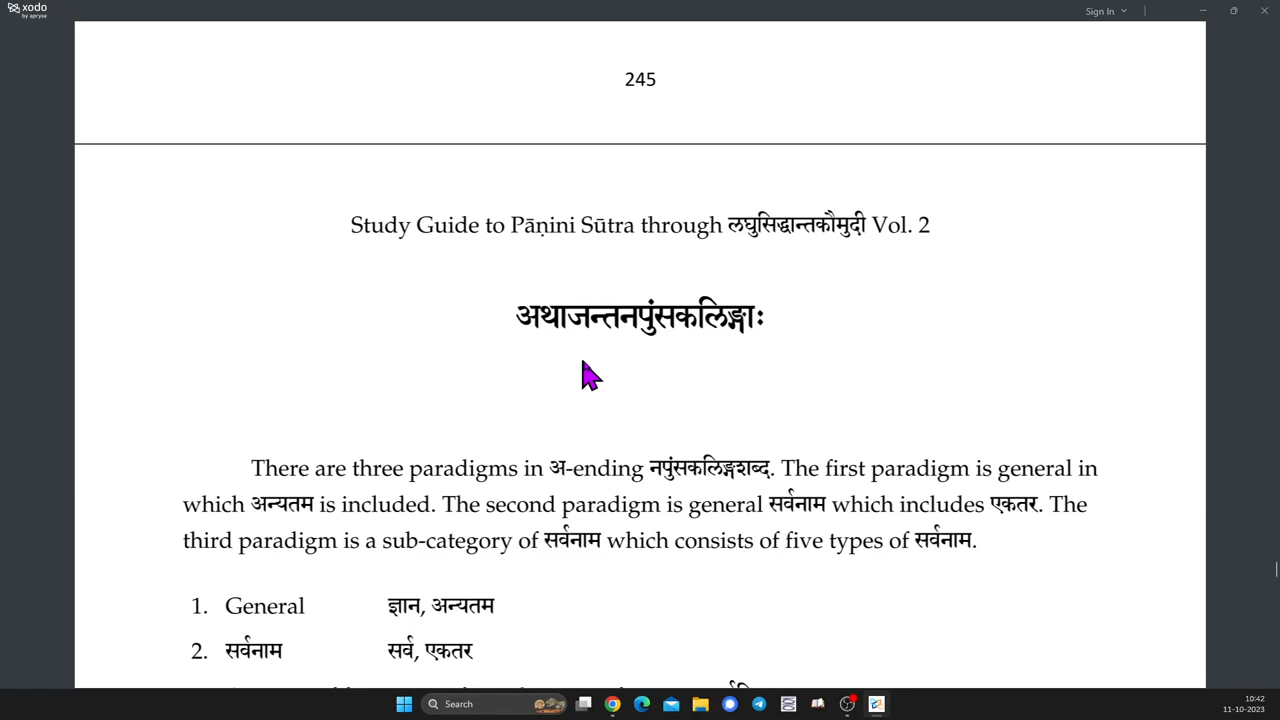 xodo
by apryse
Sign In
245
Study Guide to Pāṇini Sūtra through लघुसिद्धान्तकौमुदी Vol. 2
अथाजन्तनपुंसकलिङ्गाः
There are three paradigms in अ-ending नपुंसकलिङ्गशब्द. The first paradigm is general in
which अन्यतम is included. The second paradigm is general सर्वनाम which includes एकतर. The
third paradigm is a sub-category of सर्वनाम which consists of five types of सर्वनाम.
1. General ज्ञान, अन्यतम
2. सर्वनाम सर्व, एकतर
Search
10:42
11-10-2023